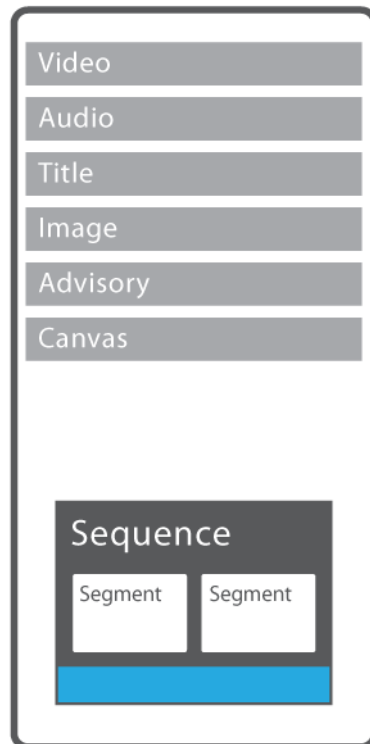 Video
Audio
Title
Image
Advisory
Canvas
Sequence
Segment Segment